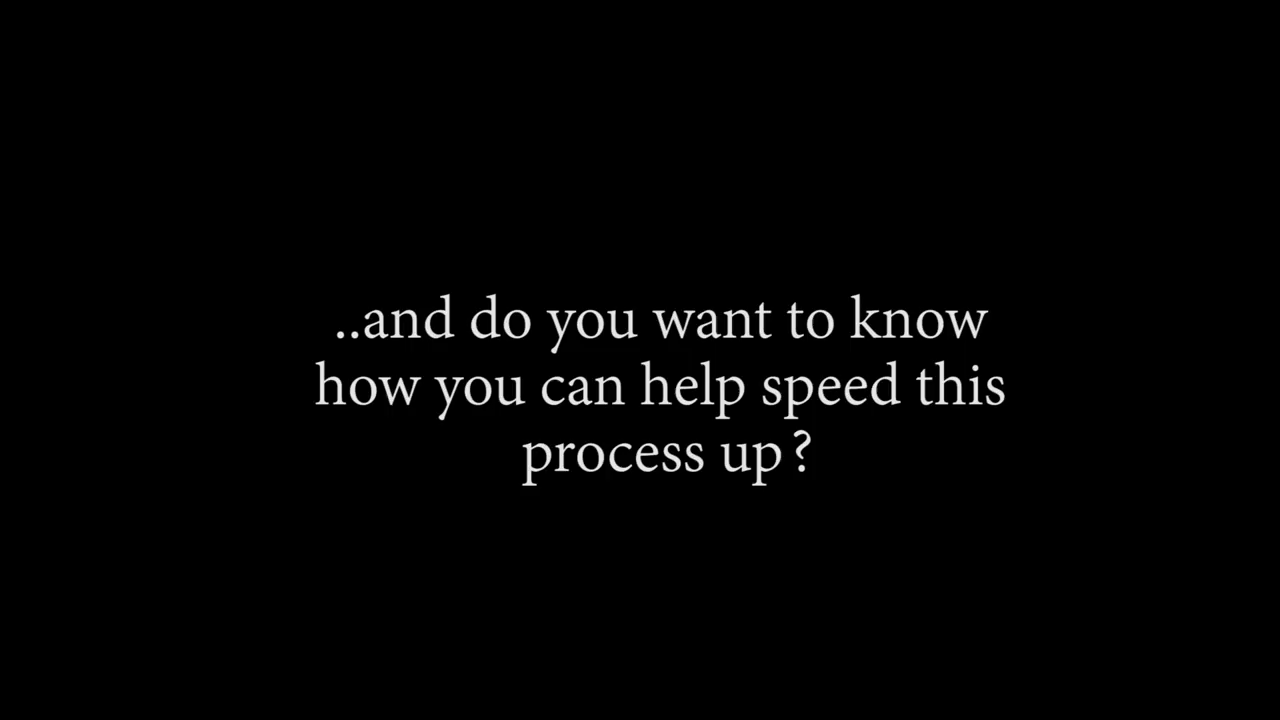 ..and do you want to know
how you can help speed this
process up?